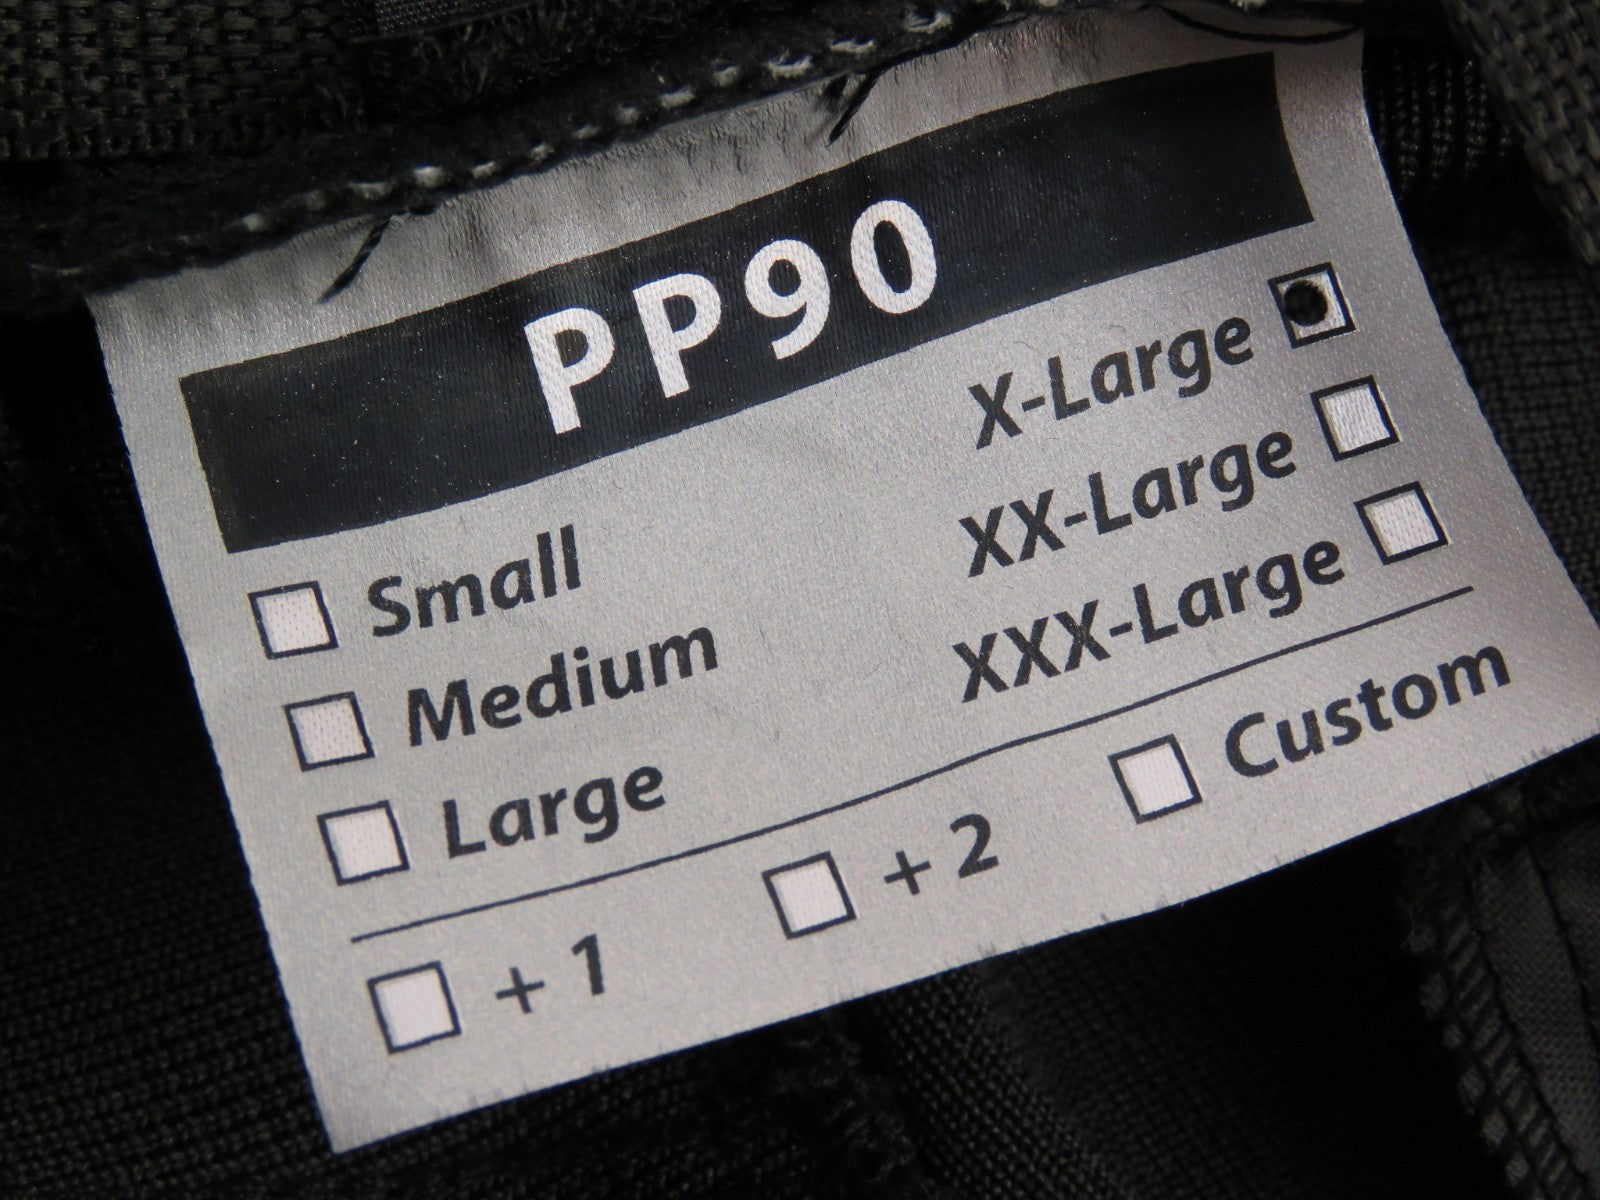 PP90
Small
Medium
Large
X-Large
XX-Large
XXX-Large
+ 1
+ 2
Custom